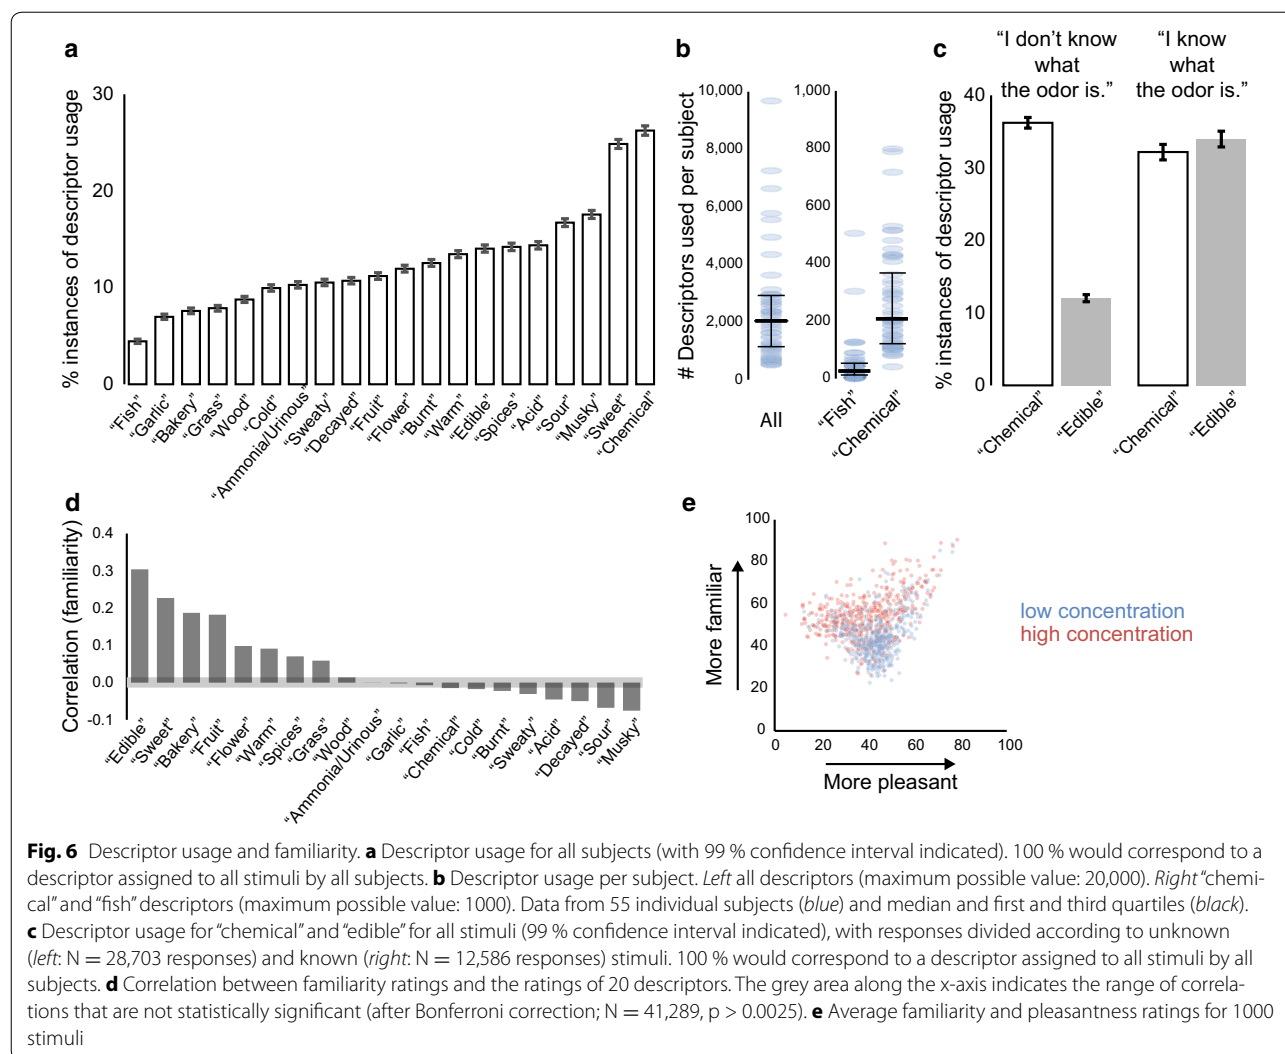 a
% instances of descriptor usage
30
20
10
0
“Fish”
“Garlic”
“Bakery”
“Grass”
“Wood”
“Cold”
“Ammonia/Urinous”
“Sweaty”
“Decayed”
“Fruit”
“Flower”
“Burnt”
“Warm”
“Edible”
“Spices”
“Acid”
“Sour”
“Musky”
“Sweet”
“Chemical”
b
# Descriptors used per subject
10,000
8,000
6,000
4,000
2,000
0
All
1,000
800
600
400
200
0
“Fish”
“Chemical”
c
“I don’t know
what
the odor is.”
“I know
what
the odor is.”
% instances of descriptor usage
40
30
20
10
0
“Chemical”
“Edible”
“Chemical”
“Edible”
d
Correlation (familiarity)
0.4
0.3
0.2
0.1
0.0
-0.1
“Edible”
“Sweet”
“Bakery”
“Fruit”
“Flower”
“Warm”
“Spices”
“Grass”
“Wood”
“Ammonia/Urinous”
“Garlic”
“Fish”
“Chemical”
“Cold”
“Burnt”
“Sweaty”
“Acid”
“Decayed”
“Sour”
“Musky”
e
More familiar
100
80
60
40
20
0
0 20 40 60 80 100
More pleasant
low concentration
high concentration
Fig. 6 Descriptor usage and familiarity. a Descriptor usage for all subjects (with 99 % confidence interval indicated). 100 % would correspond to a
descriptor assigned to all stimuli by all subjects. b Descriptor usage per subject. Left all descriptors (maximum possible value: 20,000). Right “chemi-
cal” and “fish” descriptors (maximum possible value: 1000). Data from 55 individual subjects (blue) and median and first and third quartiles (black).
c Descriptor usage for “chemical” and “edible” for all stimuli (99 % confidence interval indicated), with responses divided according to unknown
(left: N = 28,703 responses) and known (right: N = 12,586 responses) stimuli. 100 % would correspond to a descriptor assigned to all stimuli by all
subjects. d Correlation between familiarity ratings and the ratings of 20 descriptors. The grey area along the x-axis indicates the range of correla-
tions that are not statistically significant (after Bonferroni correction; N = 41,289, p > 0.0025). e Average familiarity and pleasantness ratings for 1000
stimuli